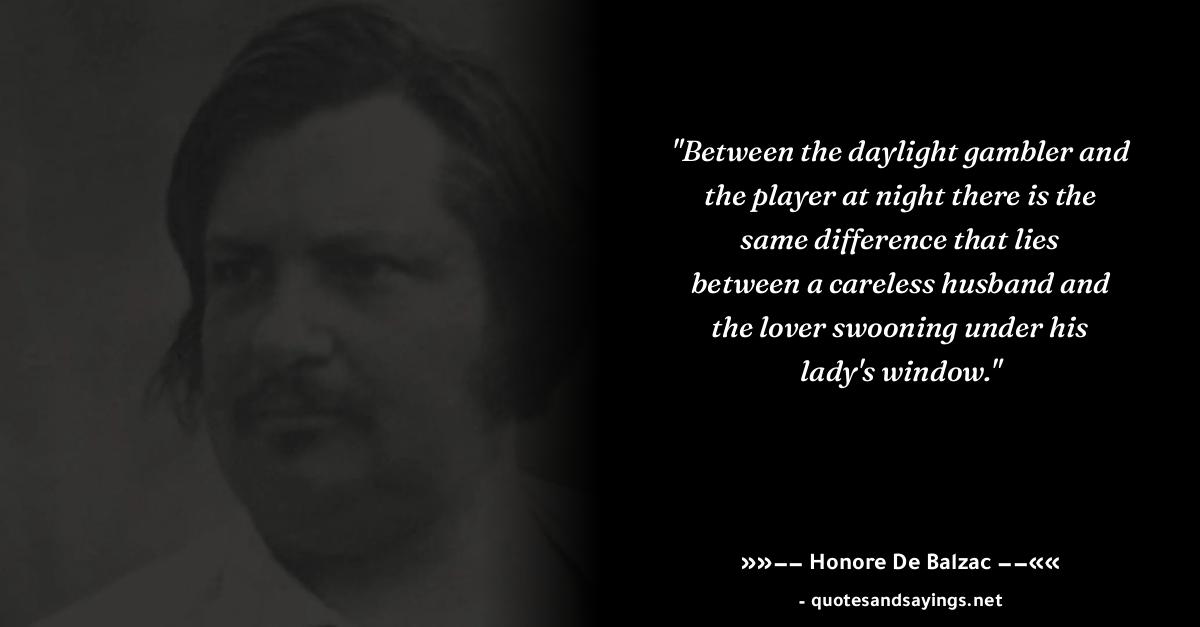 "Between the daylight gambler and
the player at night there is the
same difference that lies
between a careless husband and
the lover swooning under his
lady's window."
»»−− Honore De Balzac −−««
- quotesandsayings.net